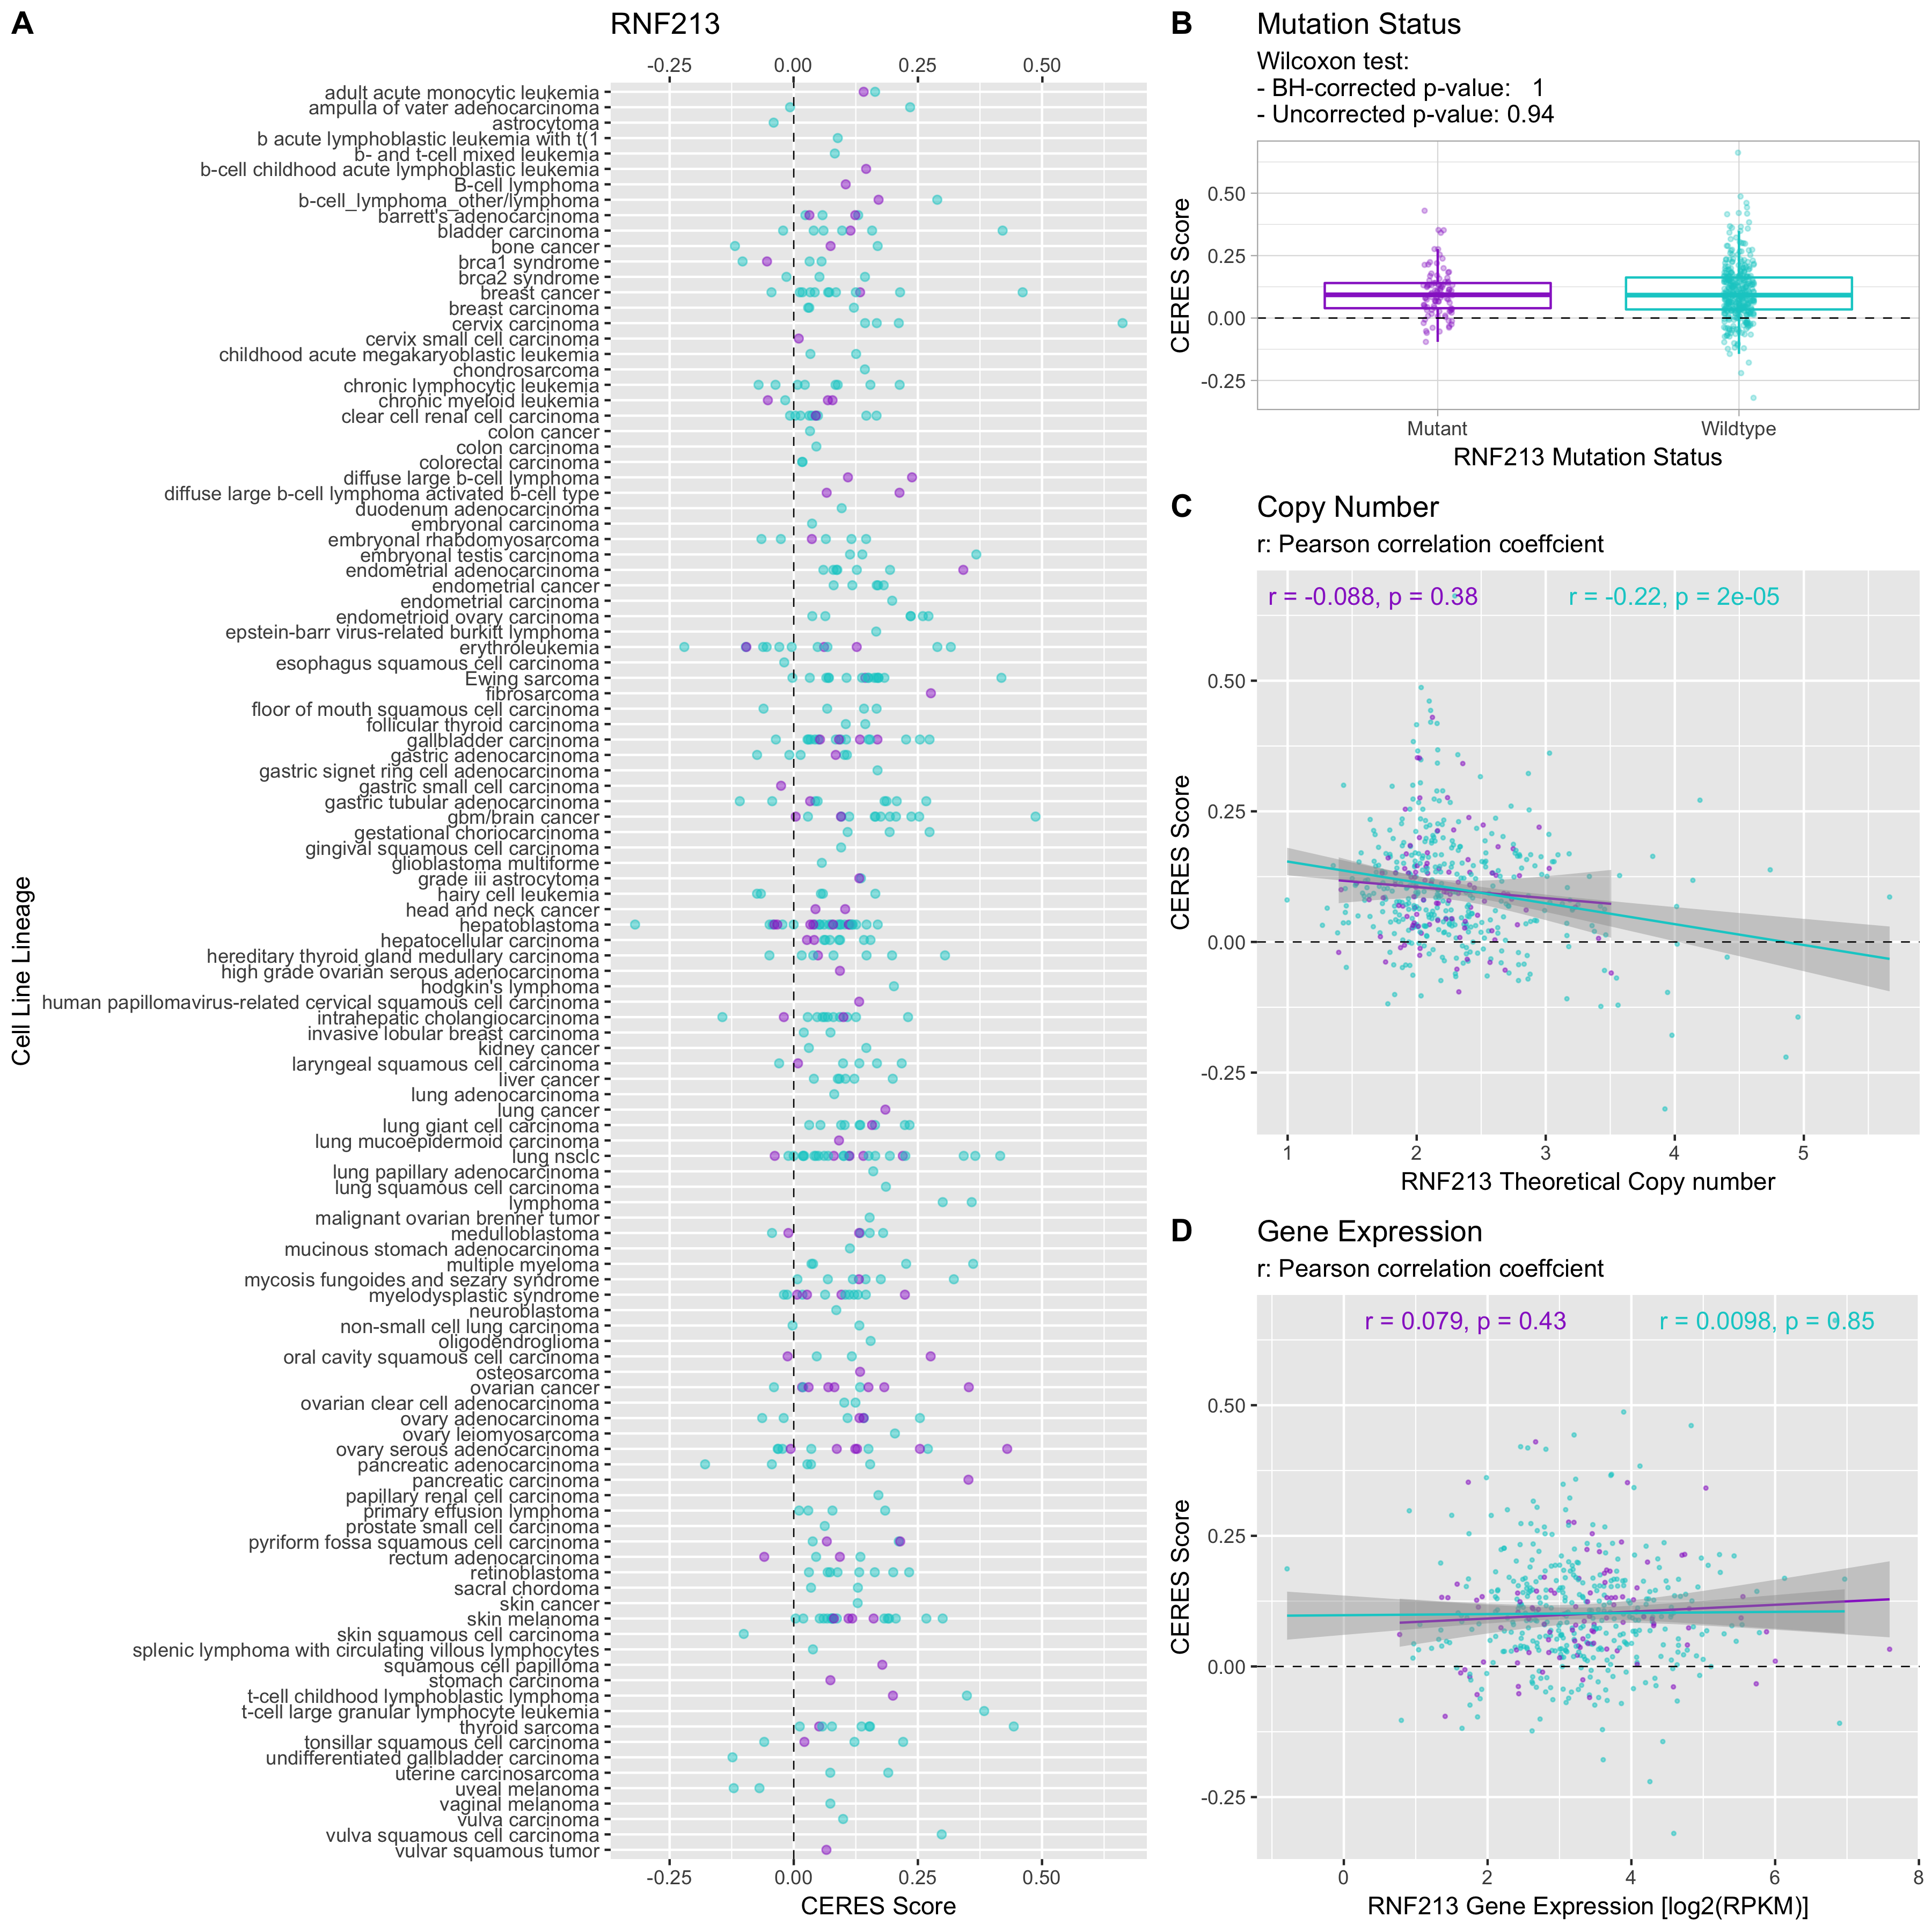 A
RNF213
-0.25 0.00 0.25 0.50
adult acute monocytic leukemia
ampulla of vater adenocarcinoma
astrocytoma
b acute lymphoblastic leukemia with t(1
b- and t-cell mixed leukemia
b-cell childhood acute lymphoblastic leukemia
B-cell lymphoma
b-cell_lymphoma_other/lymphoma
barrett's adenocarcinoma
bladder carcinoma
bone cancer
brca1 syndrome
brca2 syndrome
breast cancer
breast carcinoma
cervix carcinoma
cervix small cell carcinoma
childhood acute megakaryoblastic leukemia
chondrosarcoma
chronic lymphocytic leukemia
chronic myeloid leukemia
clear cell renal cell carcinoma
colon cancer
colon carcinoma
colorectal carcinoma
diffuse large b-cell lymphoma
diffuse large b-cell lymphoma activated b-cell type
duodenum adenocarcinoma
embryonal carcinoma
embryonal rhabdomyosarcoma
embryonal testis carcinoma
endometrial adenocarcinoma
endometrial cancer
endometrial carcinoma
endometrioid ovary carcinoma
epstein-barr virus-related burkitt lymphoma
erythroleukemia
esophagus squamous cell carcinoma
Ewing sarcoma
fibrosarcoma
floor of mouth squamous cell carcinoma
follicular thyroid carcinoma
gallbladder carcinoma
gastric adenocarcinoma
gastric signet ring cell adenocarcinoma
gastric small cell carcinoma
gastric tubular adenocarcinoma
gbm/brain cancer
gestational choriocarcinoma
gingival squamous cell carcinoma
glioblastoma multiforme
grade iii astrocytoma
hairy cell leukemia
head and neck cancer
hepatoblastoma
hepatocellular carcinoma
hereditary thyroid gland medullary carcinoma
high grade ovarian serous adenocarcinoma
hodgkin's lymphoma
human papillomavirus-related cervical squamous cell carcinoma
intrahepatic cholangiocarcinoma
invasive lobular breast carcinoma
kidney cancer
laryngeal squamous cell carcinoma
liver cancer
lung adenocarcinoma
lung cancer
lung giant cell carcinoma
lung mucoepidermoid carcinoma
lung nsclc
lung papillary adenocarcinoma
lung squamous cell carcinoma
lymphoma
malignant ovarian brenner tumor
medulloblastoma
mucinous stomach adenocarcinoma
multiple myeloma
mycosis fungoides and sezary syndrome
myelodysplastic syndrome
neuroblastoma
non-small cell lung carcinoma
oligodendroglioma
oral cavity squamous cell carcinoma
osteosarcoma
ovarian cancer
ovarian clear cell adenocarcinoma
ovary adenocarcinoma
ovary leiomyosarcoma
ovary serous adenocarcinoma
pancreatic adenocarcinoma
pancreatic carcinoma
papillary renal cell carcinoma
primary effusion lymphoma
prostate small cell carcinoma
pyriform fossa squamous cell carcinoma
rectum adenocarcinoma
retinoblastoma
sacral chordoma
skin cancer
skin melanoma
skin squamous cell carcinoma
splenic lymphoma with circulating villous lymphocytes
squamous cell papilloma
stomach carcinoma
t-cell childhood lymphoblastic lymphoma
t-cell large granular lymphocyte leukemia
thyroid sarcoma
tonsillar squamous cell carcinoma
undifferentiated gallbladder carcinoma
uterine carcinosarcoma
uveal melanoma
vaginal melanoma
vulva carcinoma
vulva squamous cell carcinoma
vulvar squamous tumor
-0.25 0.00 0.25 0.50
CERES Score
Cell Line Lineage
B
Mutation Status
Wilcoxon test:
- BH-corrected p-value: 1
- Uncorrected p-value: 0.94
0.50
0.25
0.00
-0.25
CERES Score
Mutant Wildtype
RNF213 Mutation Status
C
Copy Number
r: Pearson correlation coeffcient
r = -0.088, p = 0.38 r = -0.22, p = 2e-05
0.50
0.25
0.00
-0.25
CERES Score
1 2 3 4 5
RNF213 Theoretical Copy number
D
Gene Expression
r: Pearson correlation coeffcient
r = 0.079, p = 0.43 r = 0.0098, p = 0.85
0.50
0.25
0.00
-0.25
CERES Score
0 2 4 6 8
RNF213 Gene Expression [log2(RPKM)]